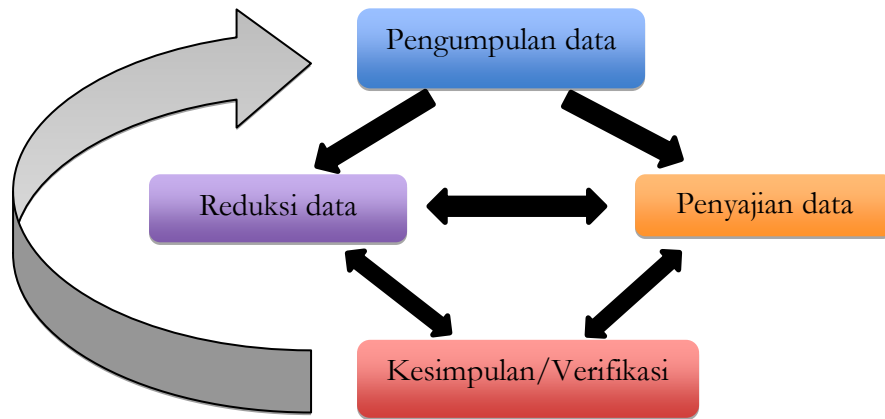 Pengumpulan data
Reduksi data
Penyajian data
Kesimpulan/Verifikasi